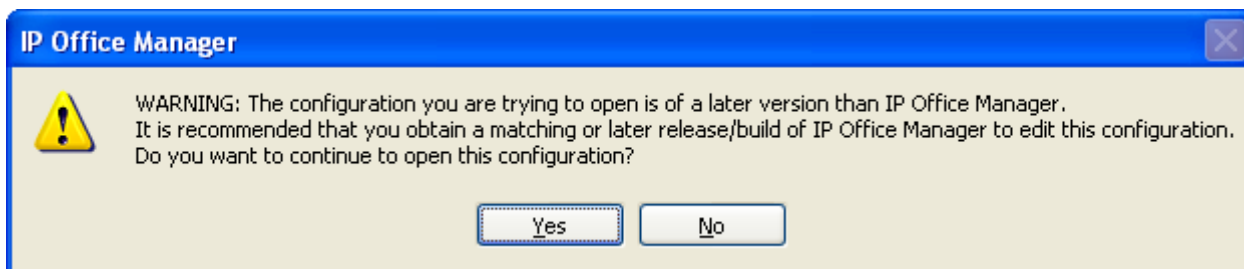 IP Office Manager
WARNING: The configuration you are trying to open is of a later version than IP Office Manager.
It is recommended that you obtain a matching or later release/build of IP Office Manager to edit this configuration.
Do you want to continue to open this configuration?
Yes No